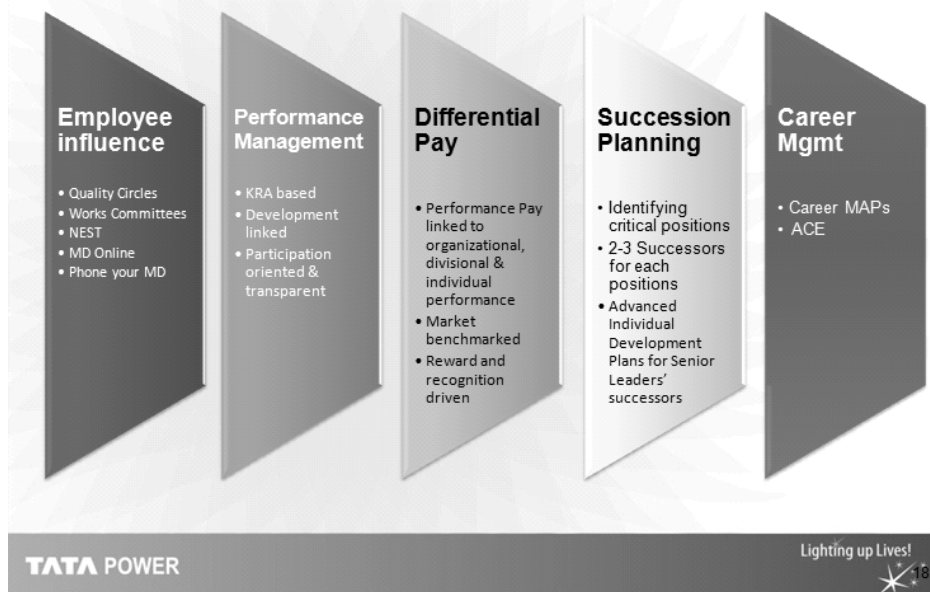 Employee
influence
• Quality Circles
• Works Committees
• NEST
• MD Online
• Phone your MD
Performance
Management
• KRA based
• Development
linked
• Participation
oriented &
transparent
Differential
Pay
• Performance Pay
linked to
organizational,
divisional &
individual
performance
• Market
benchmarked
• Reward and
recognition
driven
Succession
Planning
• Identifying
critical positions
• 2-3 Successors
for each
positions
• Advanced
Individual
Development
Plans for Senior
Leaders’
successors
Career
Mgmt
• Career MAPs
• ACE
TATA POWER
Lighting up Lives!
18